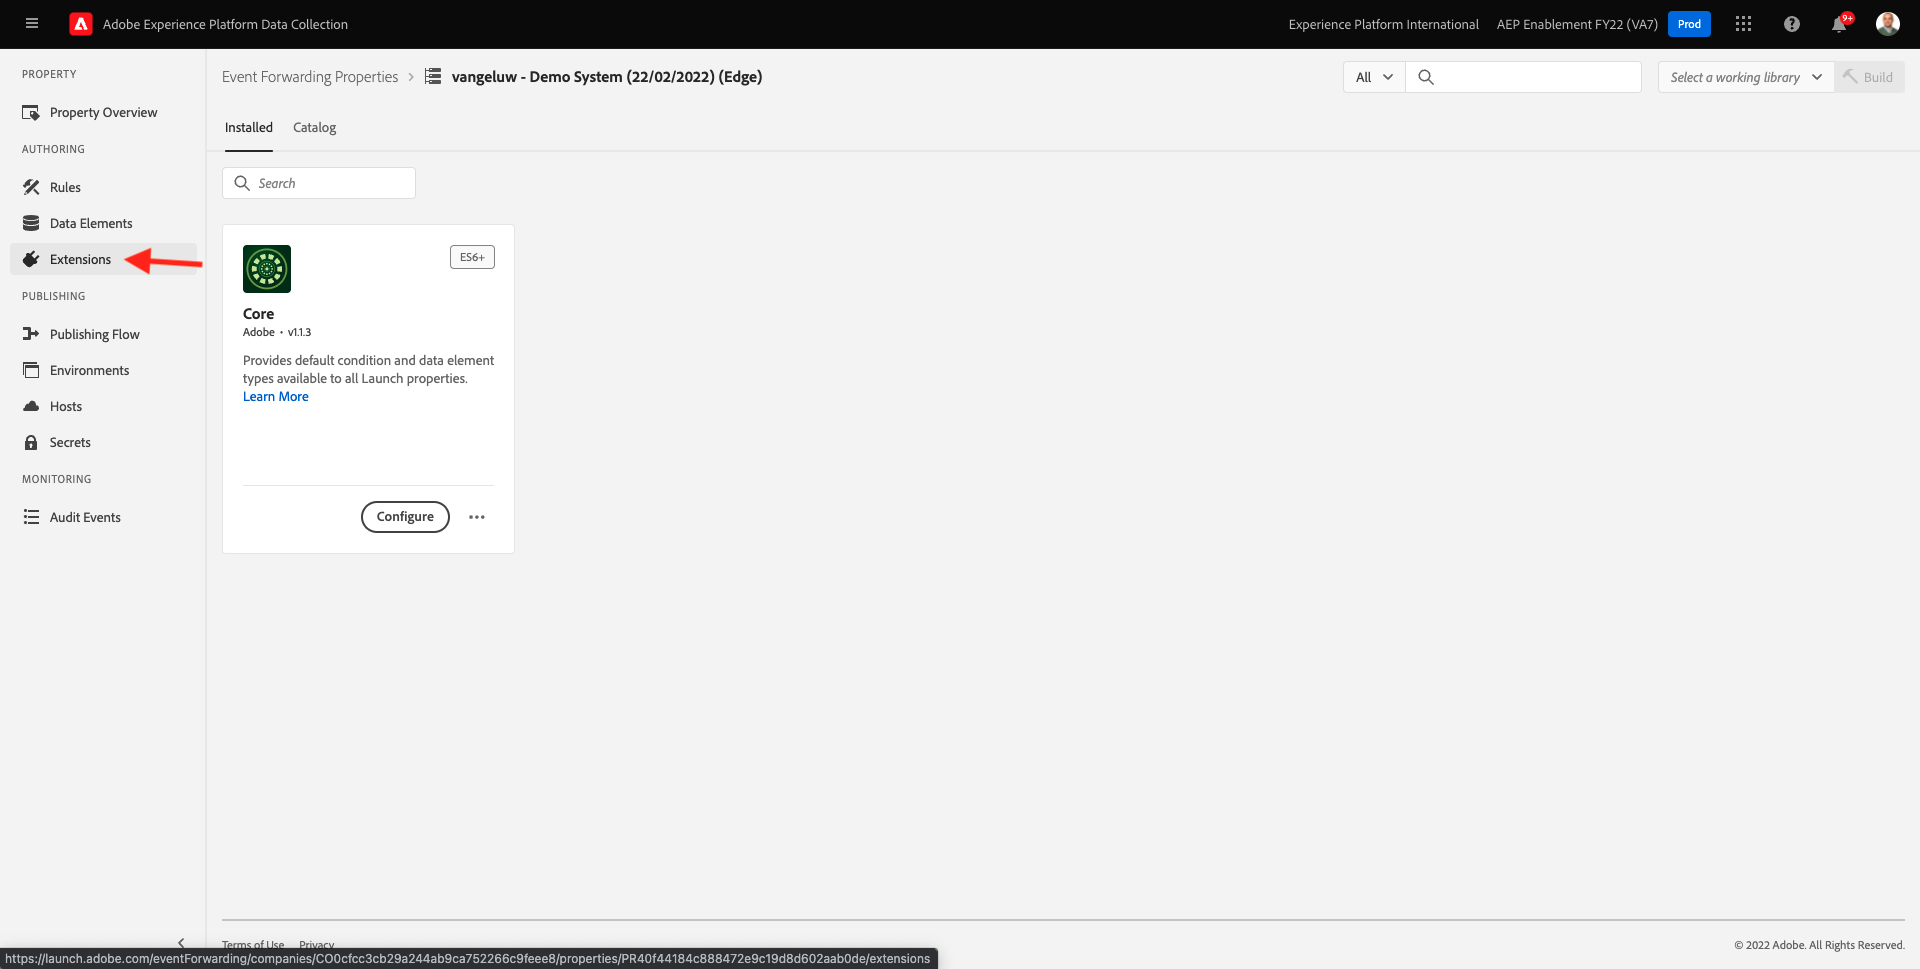 Adobe Experience Platform Data Collection
Experience Platform International
AEP Enablement FY22 (VA7)
Prod
9+
PROPERTY
Property Overview
AUTHORING
Rules
Data Elements
Extensions
PUBLISHING
Publishing Flow
Environments
Hosts
Secrets
MONITORING
Audit Events
Event Forwarding Properties
vangeluw - Demo System (22/02/2022) (Edge)
All
Select a working library
Build
Installed
Catalog
Search
ES6+
Core
Adobe • v1.1.3
Provides default condition and data element
types available to all Launch properties.
Learn More
Configure
Terms of Use
Privacy
© 2022 Adobe. All Rights Reserved.
https://launch.adobe.com/eventForwarding/companies/CO0cfcc3cb29a244ab9ca752266c9feee8/properties/PR40f44184c888472e9c19d8d602aab0de/extensions